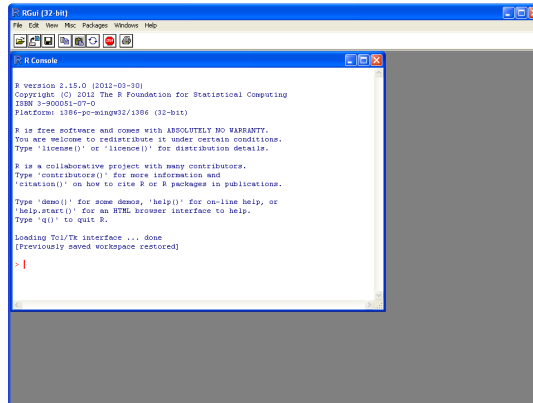 RGui (32-bit)
File Edit View Misc Packages Windows Help
R Console
R version 2.15.0 (2012-03-30)
Copyright (C) 2012 The R Foundation for Statistical Computing
ISBN 3-900051-07-0
Platform: i386-pc-mingw32/i386 (32-bit)
R is free software and comes with ABSOLUTELY NO WARRANTY.
You are welcome to redistribute it under certain conditions.
Type 'license()' or 'licence()' for distribution details.
R is a collaborative project with many contributors.
Type 'contributors()' for more information and
'citation()' on how to cite R or R packages in publications.
Type 'demo()' for some demos, 'help()' for on-line help, or
'help.start()' for an HTML browser interface to help.
Type 'q()' to quit R.
Loading Tcl/Tk interface ... done
[Previously saved workspace restored]
>